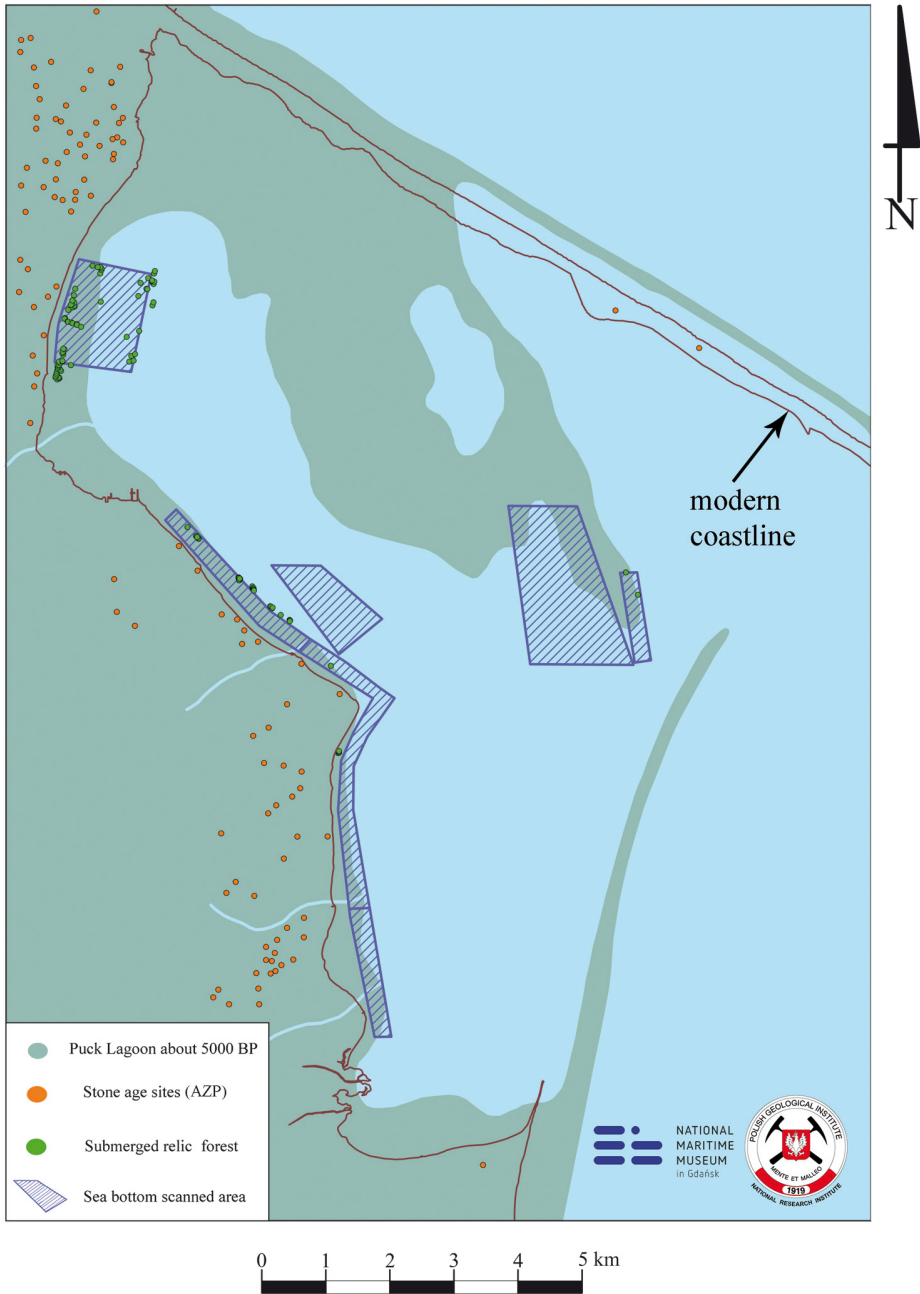 N
modern
coastline
Puck Lagoon about 5000 BP
Stone age sites (AZP)
Submerged relic forest
Sea bottom scanned area
NATIONAL
MARITIME
MUSEUM
in Gdańsk
POLISH GEOLOGICAL INSTITUTE
MENTE ET MALLEO
1919
NATIONAL RESEARCH INSTITUTE
0 1 2 3 4 5 km